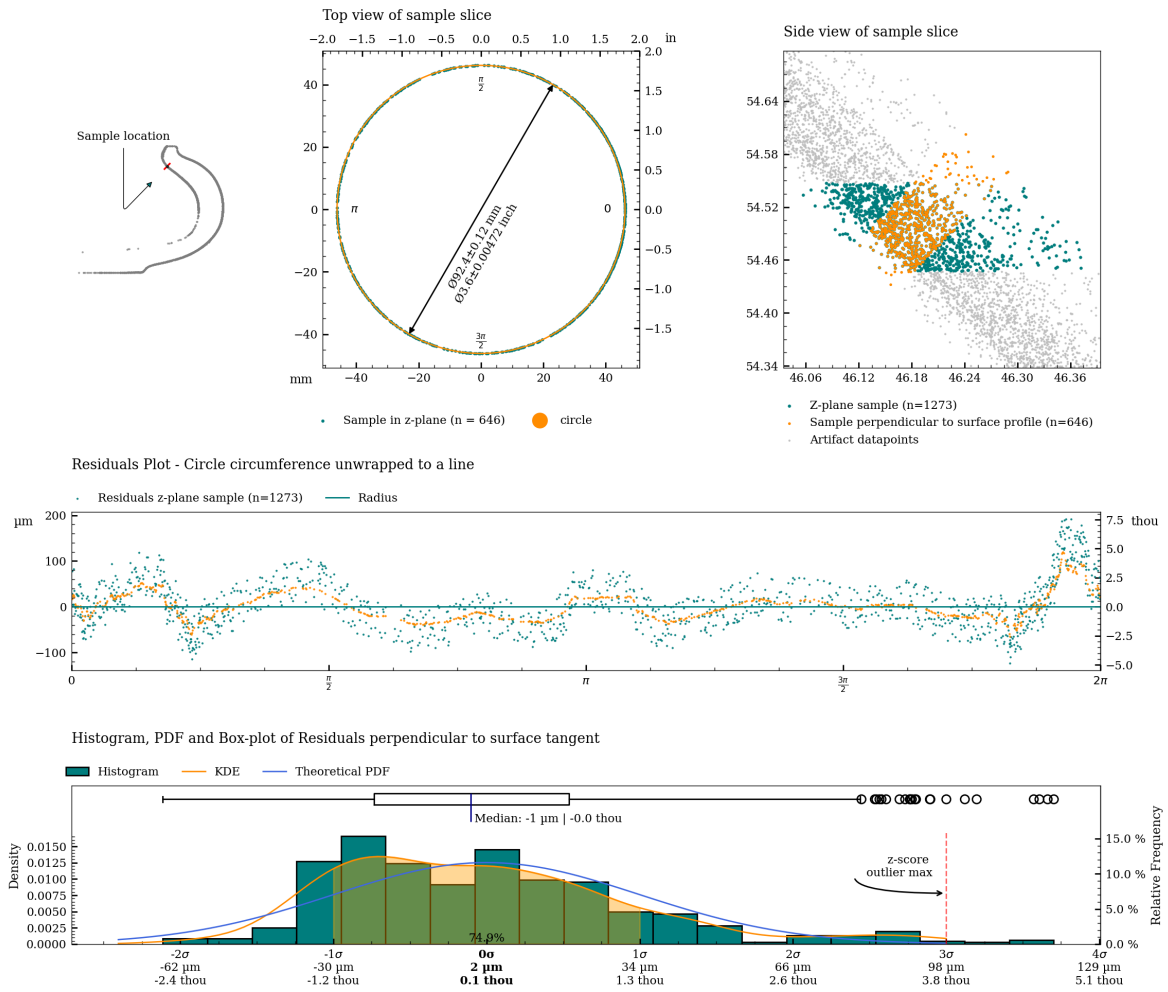 Top view of sample slice
−2.0 −1.5 −1.0 −0.5 0.0 0.5 1.0 1.5 2.0 in
Side view of sample slice
Sample location
40
20
0
−20
−40
mm
−40 −20 0 20 40
2.0
1.5
1.0
0.5
0.0
−0.5
−1.0
−1.5
π/2
π
0
3π/2
Ø92.4±0.12 mm
Ø3.6±0.00472 inch
Sample in z-plane (n = 646) circle
54.64
54.58
54.52
54.46
54.40
54.34
46.06 46.12 46.18 46.24 46.30 46.36
Z-plane sample (n=1273)
Sample perpendicular to surface profile (n=646)
Artifact datapoints
Residuals Plot - Circle circumference unwrapped to a line
Residuals z-plane sample (n=1273) Radius
µm
200
100
0
−100
7.5 thou
5.0
2.5
0.0
−2.5
−5.0
0 π/2 π 3π/2 2π
Histogram, PDF and Box-plot of Residuals perpendicular to surface tangent
Histogram KDE Theoretical PDF
Median: -1 µm | -0.0 thou
z-score
outlier max
Density
0.0150
0.0125
0.0100
0.0075
0.0050
0.0025
0.0000
Relative Frequency
15.0 %
10.0 %
5.0 %
0.0 %
74.9%
-2σ -1σ 0σ 1σ 2σ 3σ 4σ
-62 µm -30 µm 2 µm 34 µm 66 µm 98 µm 129 µm
-2.4 thou -1.2 thou 0.1 thou 1.3 thou 2.6 thou 3.8 thou 5.1 thou